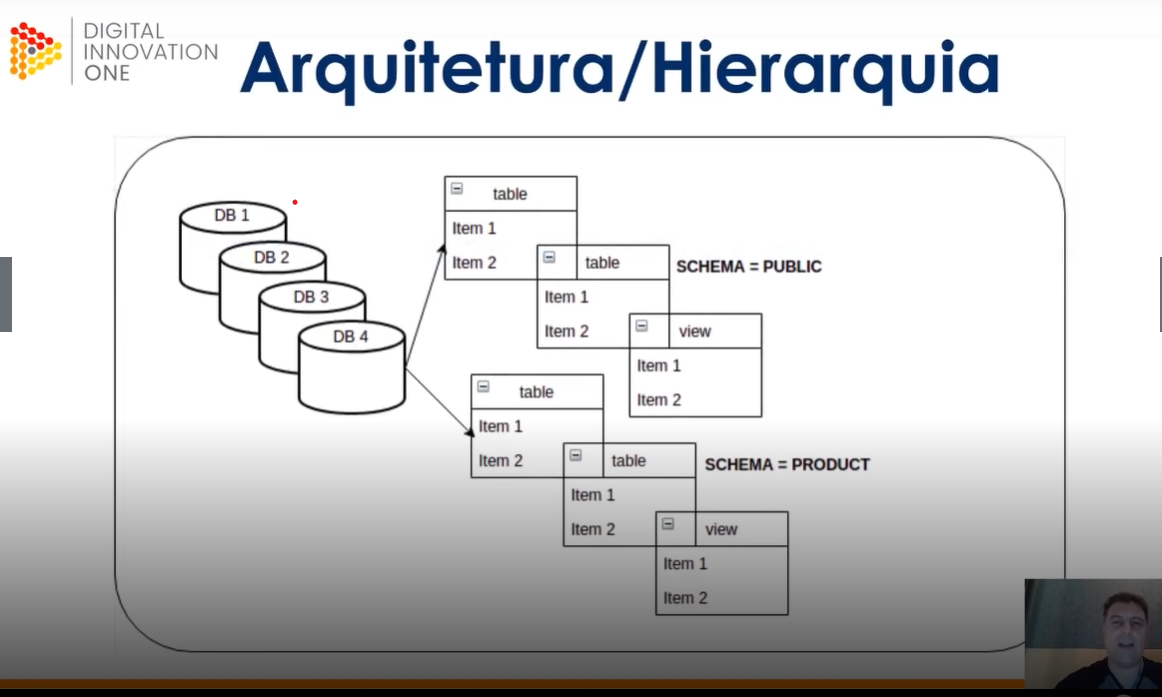 DIGITAL
INNOVATION
ONE
Arquitetura/Hierarquia
DB 1
DB 2
DB 3
DB 4
table
Item 1
Item 2
table
Item 1
Item 2
view
Item 1
Item 2
SCHEMA = PUBLIC
table
Item 1
Item 2
table
Item 1
Item 2
view
Item 1
Item 2
SCHEMA = PRODUCT